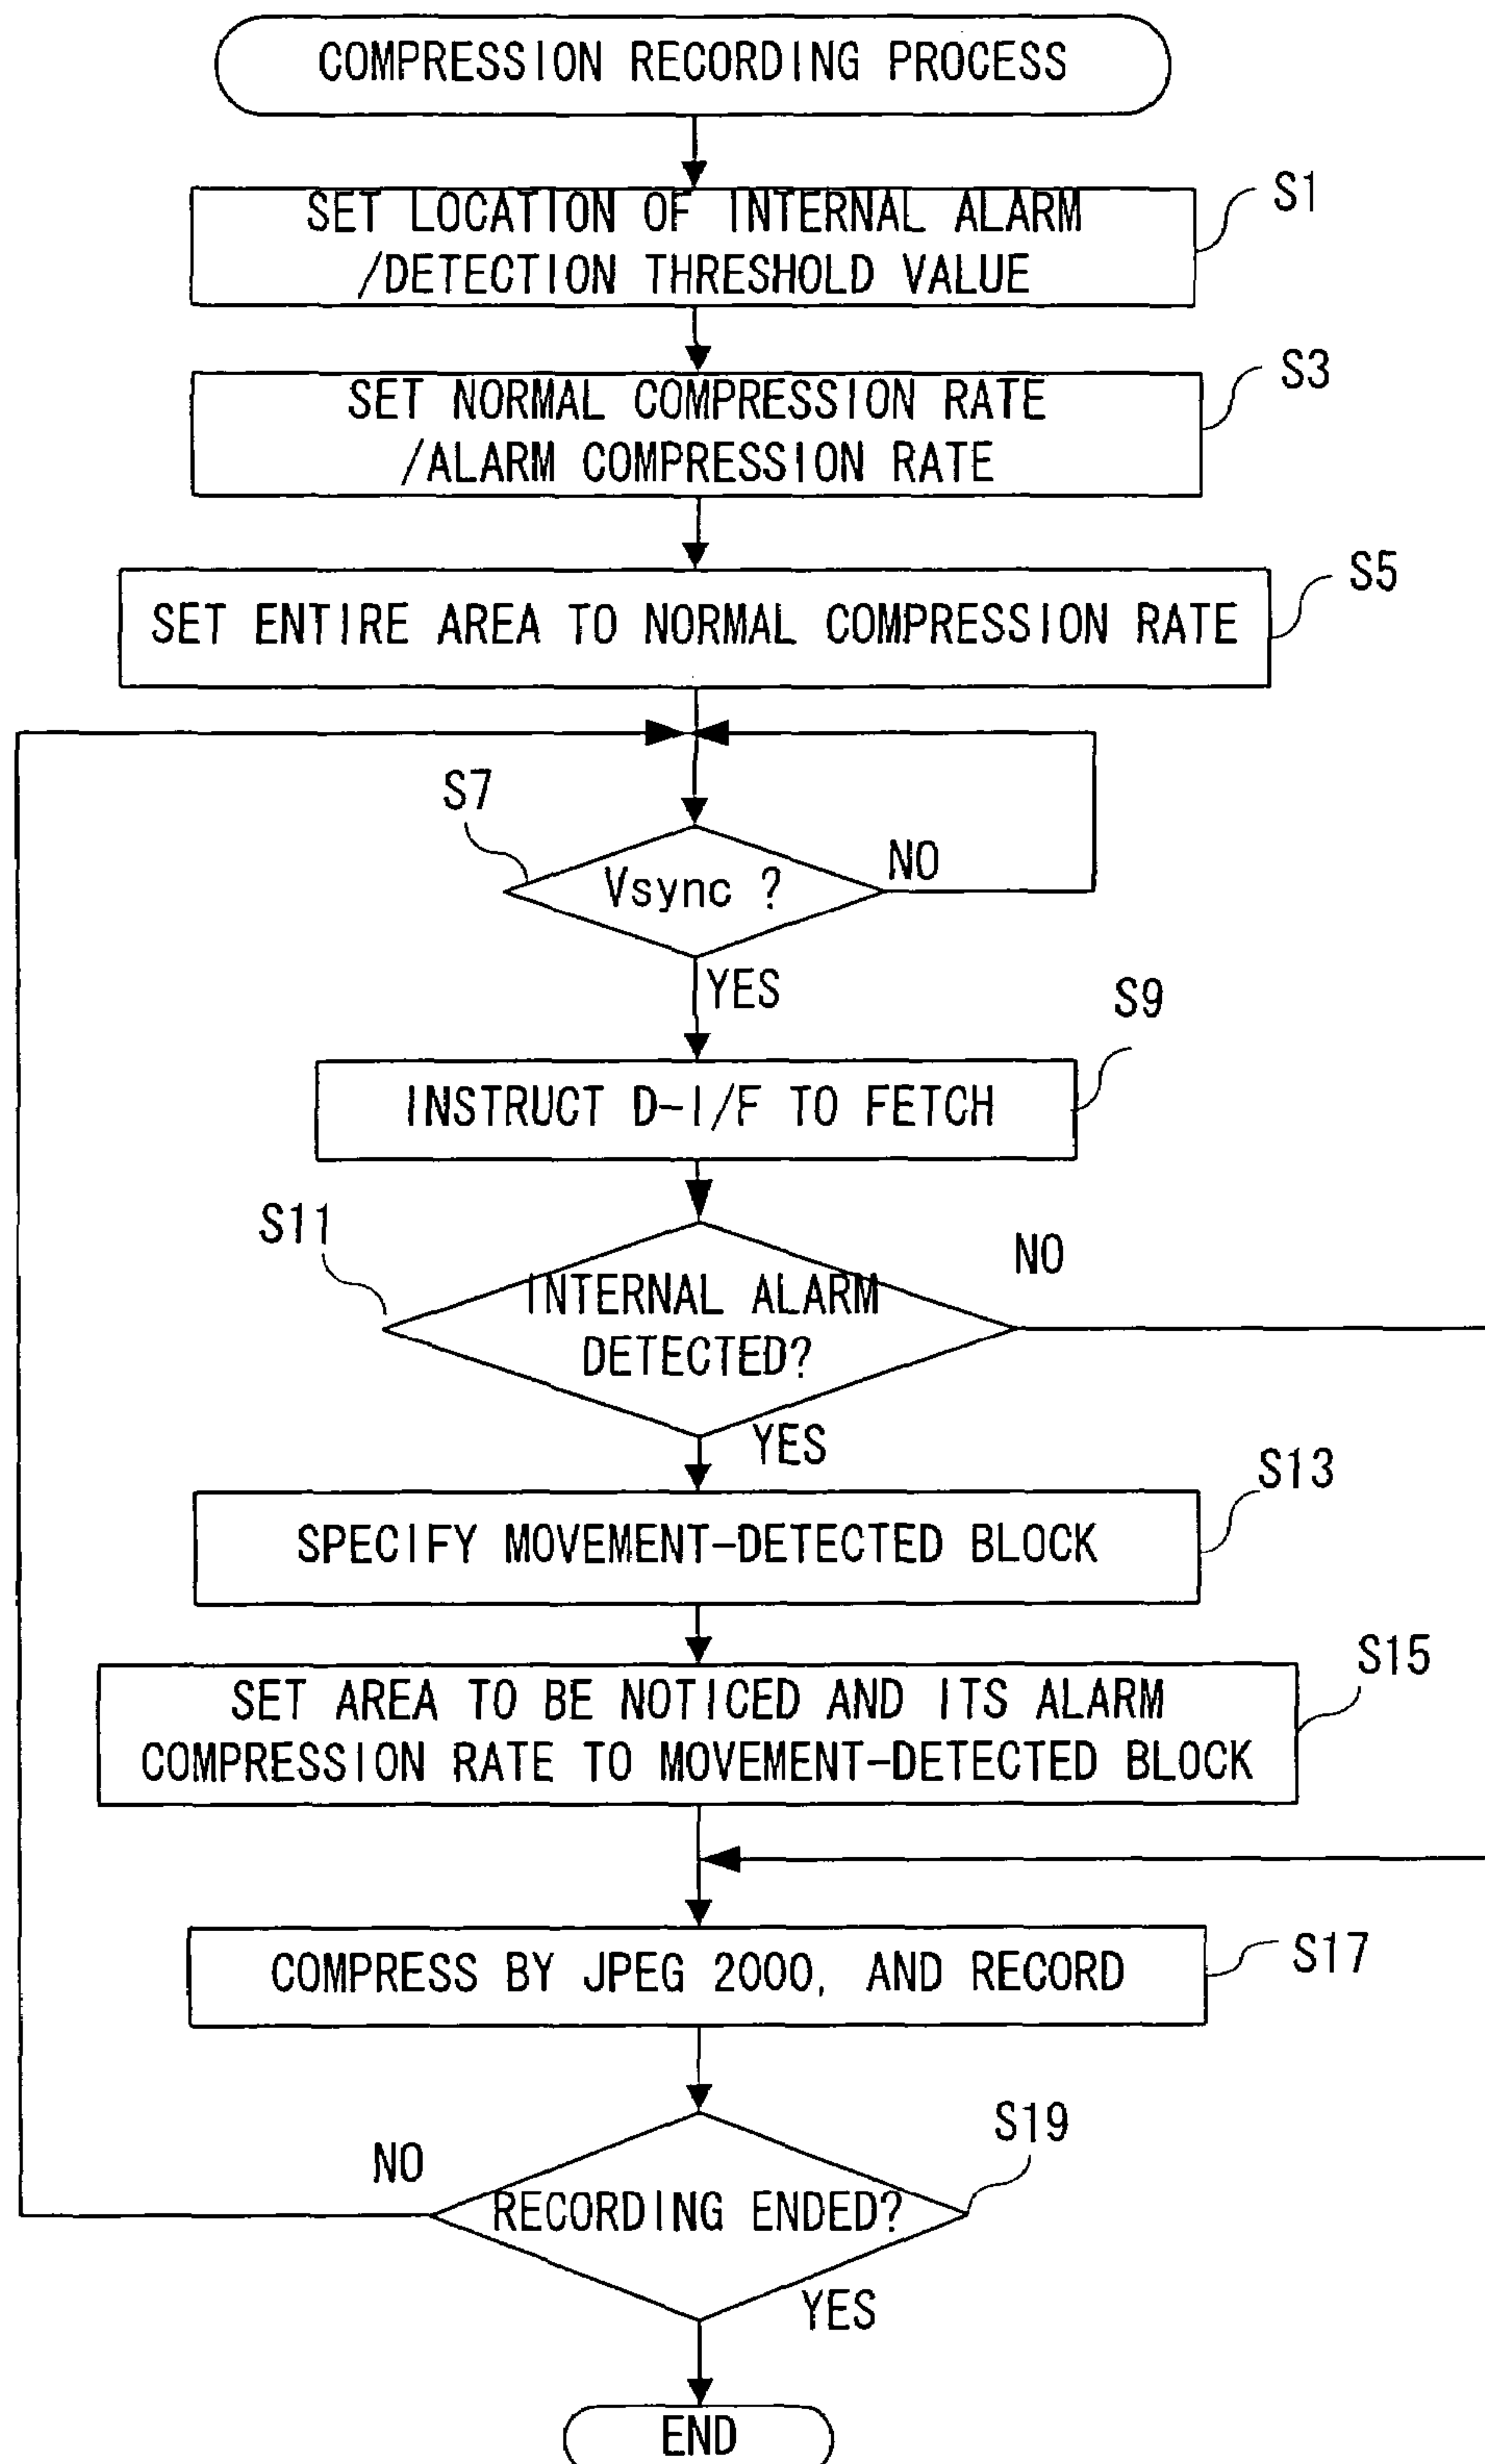 COMPRESSION RECORDING PROCESS
S1
SET LOCATION OF INTERNAL ALARM
/DETECTION THRESHOLD VALUE
S3
SET NORMAL COMPRESSION RATE
/ALARM COMPRESSION RATE
S5
SET ENTIRE AREA TO NORMAL COMPRESSION RATE
S7
Vsync ?
NO
YES
S9
INSTRUCT D-I/F TO FETCH
S11
NO
INTERNAL ALARM
DETECTED?
YES
S13
SPECIFY MOVEMENT-DETECTED BLOCK
S15
SET AREA TO BE NOTICED AND ITS ALARM
COMPRESSION RATE TO MOVEMENT-DETECTED BLOCK
S17
COMPRESS BY JPEG 2000, AND RECORD
S19
NO
RECORDING ENDED?
YES
END